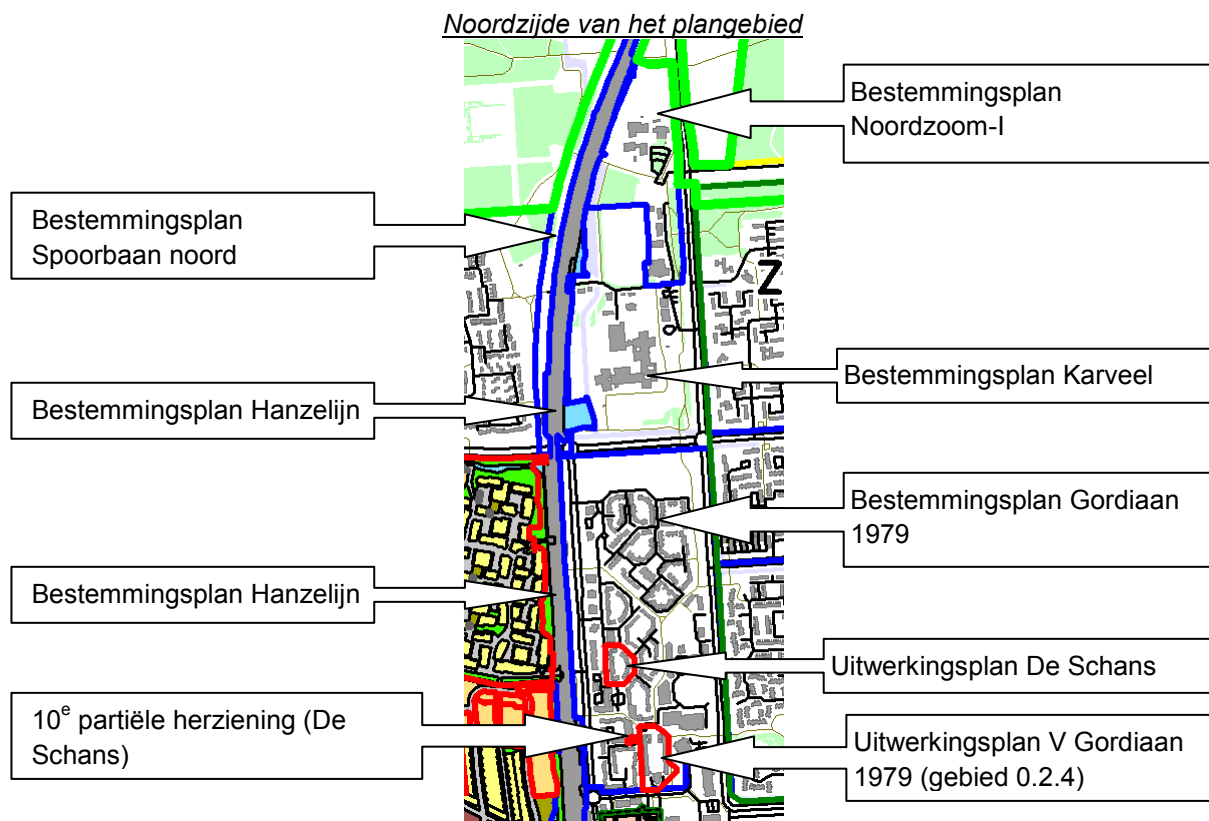 Noordzijde van het plangebied
Bestemmingsplan
Noordzoom-I
Bestemmingsplan
Spoorbaan noord
Z
Bestemmingsplan Karveel
Bestemmingsplan Hanzelijn
Bestemmingsplan Gordiaan
1979
Bestemmingsplan Hanzelijn
Uitwerkingsplan De Schans
10e partiële herziening (De
Schans)
Uitwerkingsplan V Gordiaan
1979 (gebied 0.2.4)